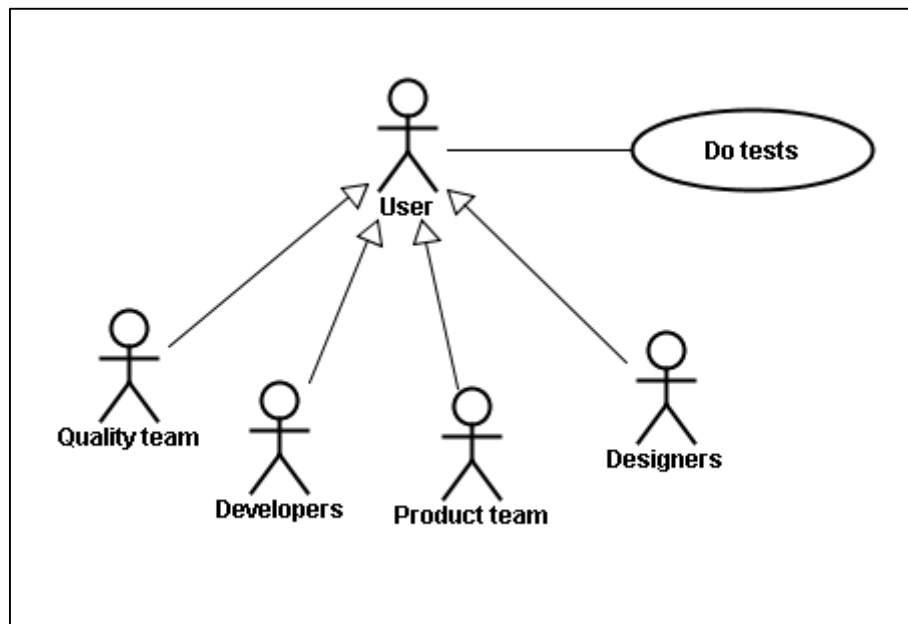 Do tests
User
Quality team
Developers
Product team
Designers